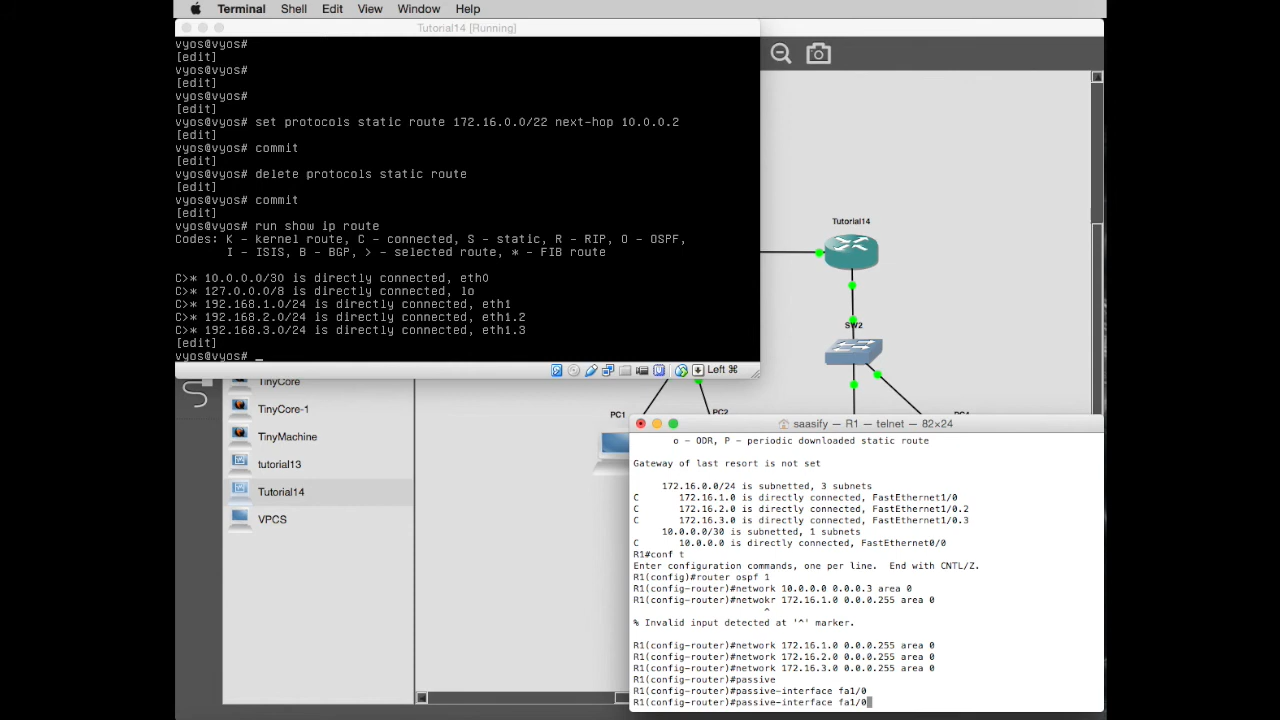 Terminal Shell Edit View Window Help
Tutorial14 [Running]
vyos@vyos#
[edit]
vyos@vyos#
[edit]
vyos@vyos#
[edit]
vyos@vyos# set protocols static route 172.16.0.0/22 next-hop 10.0.0.2
[edit]
vyos@vyos# commit
[edit]
vyos@vyos# delete protocols static route
[edit]
vyos@vyos# commit
[edit]
vyos@vyos# run show ip route
Codes: K - kernel route, C - connected, S - static, R - RIP, O - OSPF,
I - ISIS, B - BGP, > - selected route, * - FIB route
C>* 10.0.0.0/30 is directly connected, eth0
C>* 127.0.0.0/8 is directly connected, lo
C>* 192.168.1.0/24 is directly connected, eth1
C>* 192.168.2.0/24 is directly connected, eth1.2
C>* 192.168.3.0/24 is directly connected, eth1.3
[edit]
vyos@vyos# _
Left ⌘
Tutorial14
SW2
TinyCore
TinyCore-1
TinyMachine
tutorial13
Tutorial14
VPCS
PC1
PC2
saasify — R1 — telnet — 82×24
o - ODR, P - periodic downloaded static route
Gateway of last resort is not set
172.16.0.0/24 is subnetted, 3 subnets
C 172.16.1.0 is directly connected, FastEthernet1/0
C 172.16.2.0 is directly connected, FastEthernet1/0.2
C 172.16.3.0 is directly connected, FastEthernet1/0.3
10.0.0.0/30 is subnetted, 1 subnets
C 10.0.0.0 is directly connected, FastEthernet0/0
R1#conf t
Enter configuration commands, one per line. End with CNTL/Z.
R1(config)#router ospf 1
R1(config-router)#network 10.0.0.0 0.0.0.3 area 0
R1(config-router)#netwokr 172.16.1.0 0.0.0.255 area 0
^
% Invalid input detected at '^' marker.
R1(config-router)#network 172.16.1.0 0.0.0.255 area 0
R1(config-router)#network 172.16.2.0 0.0.0.255 area 0
R1(config-router)#network 172.16.3.0 0.0.0.255 area 0
R1(config-router)#passive
R1(config-router)#passive-interface fa1/0
R1(config-router)#passive-interface fa1/0